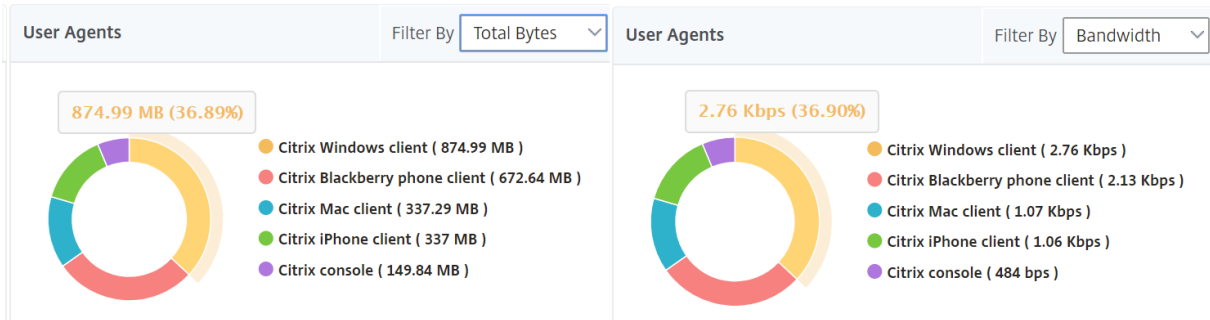 User Agents
Filter By Total Bytes
874.99 MB (36.89%)
Citrix Windows client ( 874.99 MB )
Citrix Blackberry phone client ( 672.64 MB )
Citrix Mac client ( 337.29 MB )
Citrix iPhone client ( 337 MB )
Citrix console ( 149.84 MB )
User Agents
Filter By Bandwidth
2.76 Kbps (36.90%)
Citrix Windows client ( 2.76 Kbps )
Citrix Blackberry phone client ( 2.13 Kbps )
Citrix Mac client ( 1.07 Kbps )
Citrix iPhone client ( 1.06 Kbps )
Citrix console ( 484 bps )